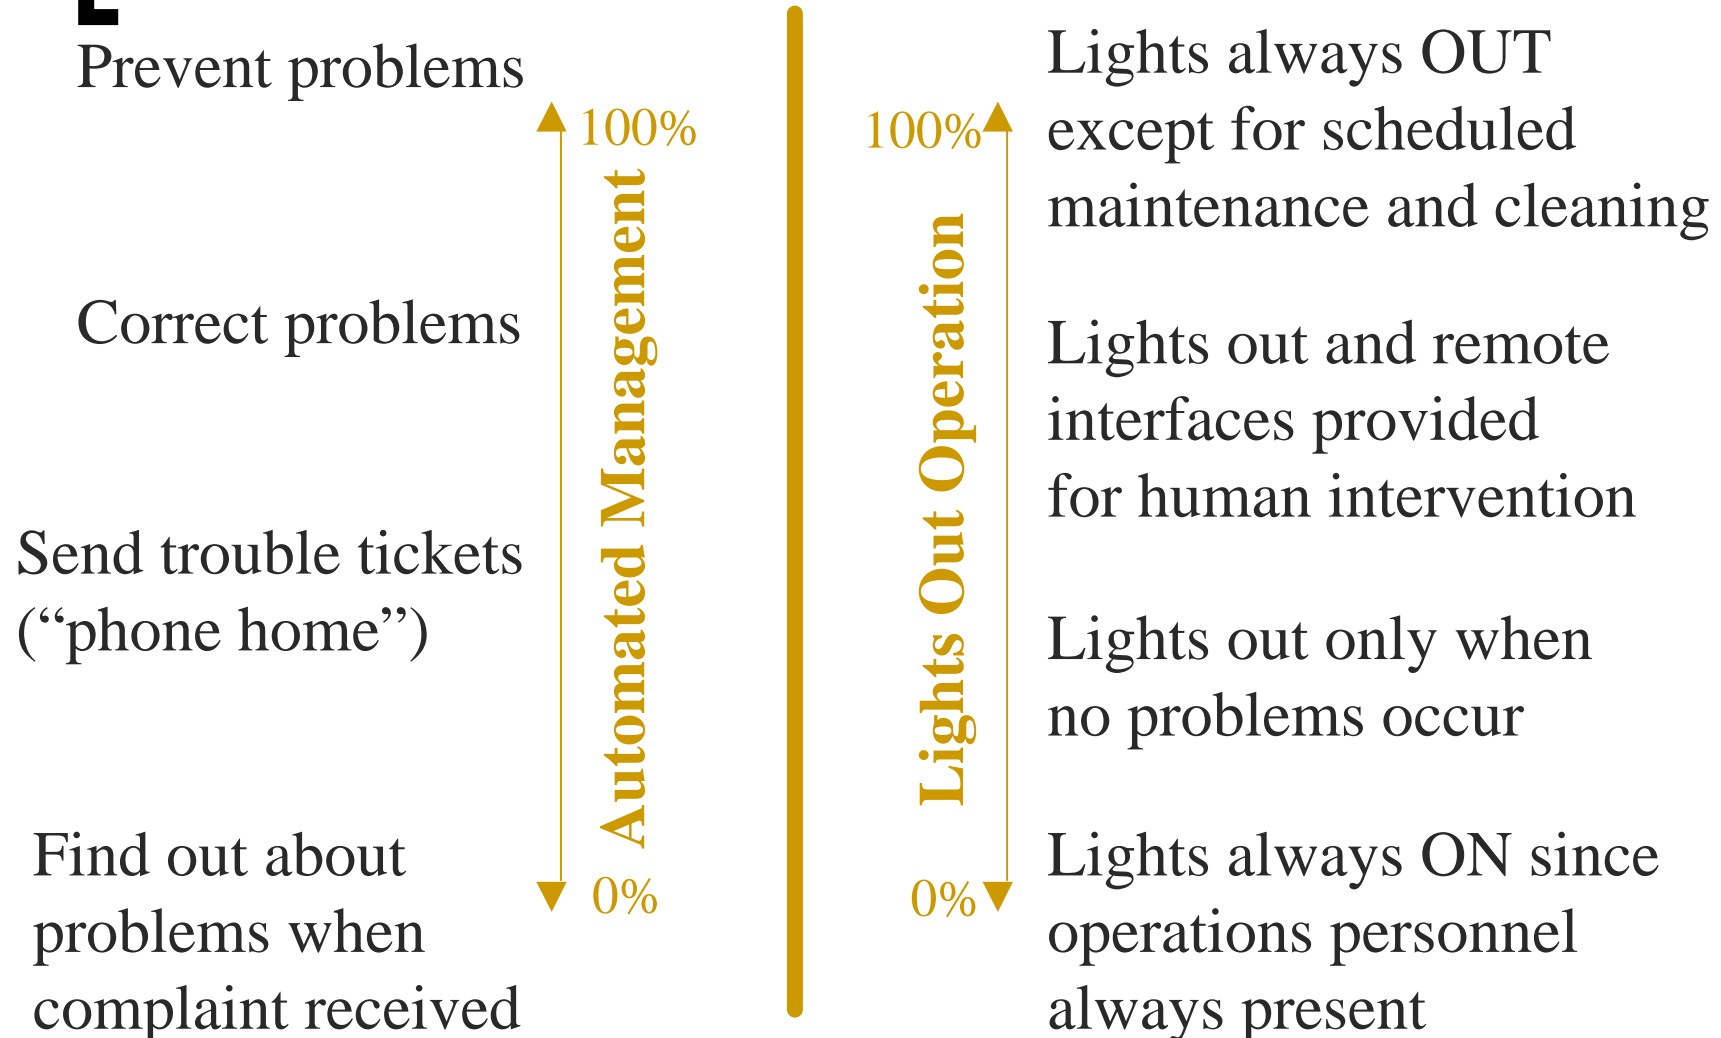 Prevent problems
Correct problems
Send trouble tickets
(“phone home”)
Find out about
problems when
complaint received
100%
Automated Management
0%
100%
Lights Out Operation
0%
Lights always OUT
except for scheduled
maintenance and cleaning
Lights out and remote
interfaces provided
for human intervention
Lights out only when
no problems occur
Lights always ON since
operations personnel
always present